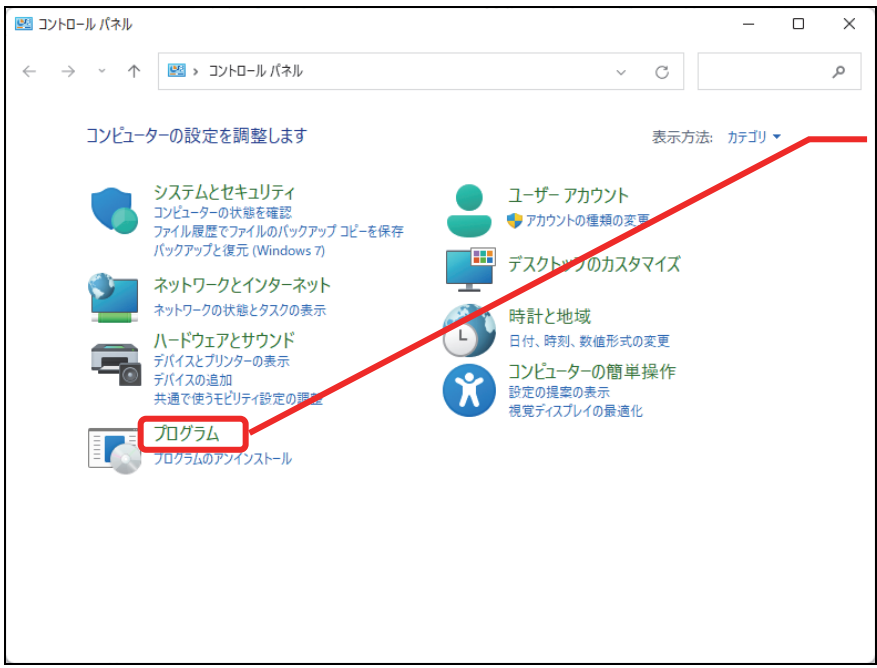 コントロール パネル
コントロール パネル
コンピューターの設定を調整します
表示方法: カテゴリ
システムとセキュリティ
コンピューターの状態を確認
ファイル履歴でファイルのバックアップ コピーを保存
バックアップと復元 (Windows 7)
ネットワークとインターネット
ネットワークの状態とタスクの表示
ハードウェアとサウンド
デバイスとプリンターの表示
デバイスの追加
共通で使うモビリティ設定の調整
プログラム
プログラムのアンインストール
ユーザー アカウント
アカウントの種類の変更
デスクトップのカスタマイズ
時計と地域
日付、時刻、数値形式の変更
コンピューターの簡単操作
設定の提案の表示
視覚ディスプレイの最適化